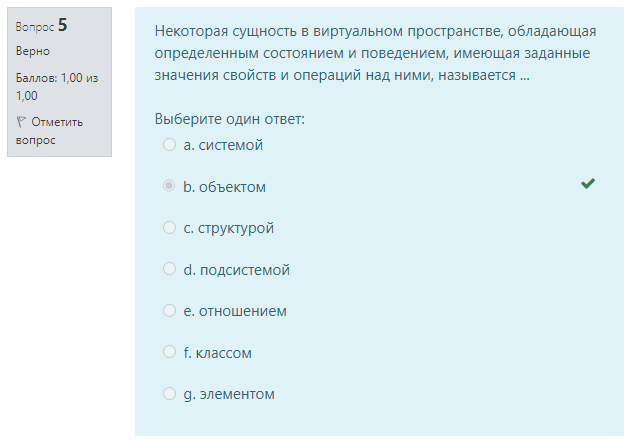 Вопрос 5
Верно
Баллов: 1,00 из
1,00
Отметить
вопрос
Некоторая сущность в виртуальном пространстве, обладающая
определенным состоянием и поведением, имеющая заданные
значения свойств и операций над ними, называется ...
Выберите один ответ:
a. системой
b. объектом
c. структурой
d. подсистемой
e. отношением
f. классом
g. элементом